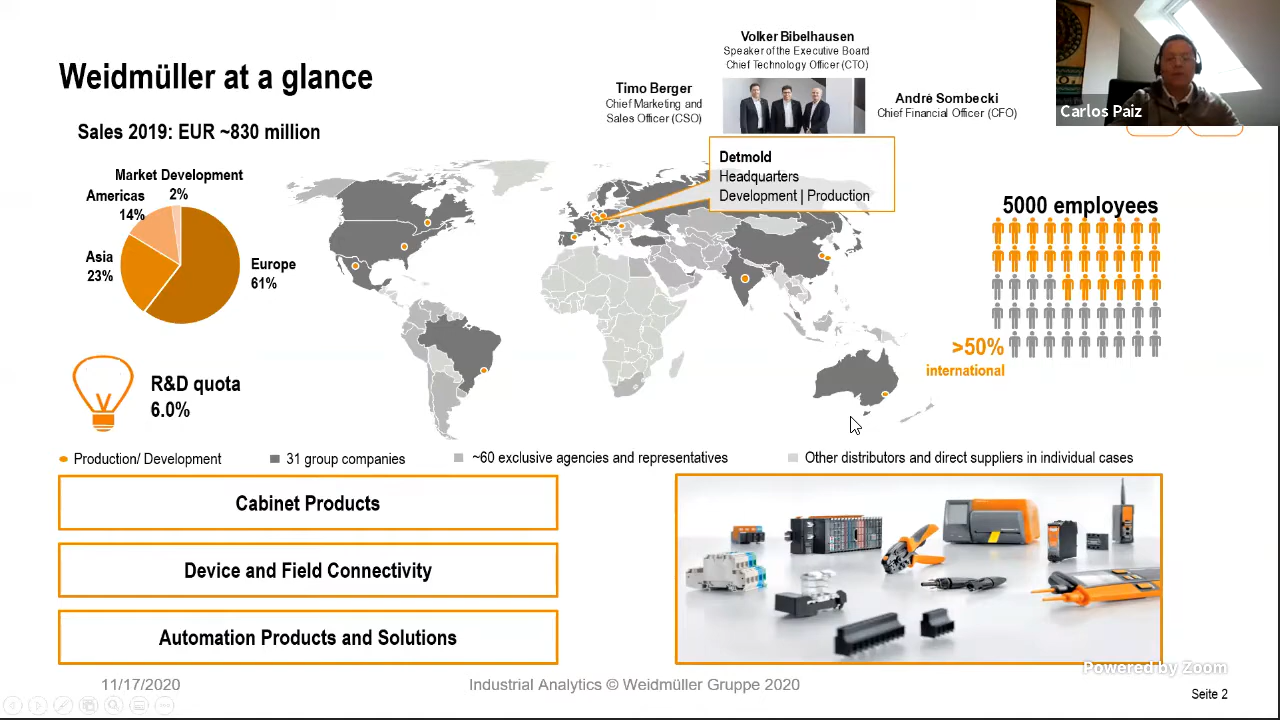 Weidmüller at a glance
Sales 2019: EUR ~830 million
Market Development
2%
Americas
14%
Asia
23%
Europe
61%
R&D quota
6.0%
Volker Bibelhausen
Speaker of the Executive Board
Chief Technology Officer (CTO)
Timo Berger
Chief Marketing and
Sales Officer (CSO)
André Sombecki
Chief Financial Officer (CFO)
Carlos Paiz
Detmold
Headquarters
Development | Production
5000 employees
>50%
international
Production/ Development
31 group companies
~60 exclusive agencies and representatives
Other distributors and direct suppliers in individual cases
Cabinet Products
Device and Field Connectivity
Automation Products and Solutions
Powered by Zoom
11/17/2020
Industrial Analytics © Weidmüller Gruppe 2020
Seite 2